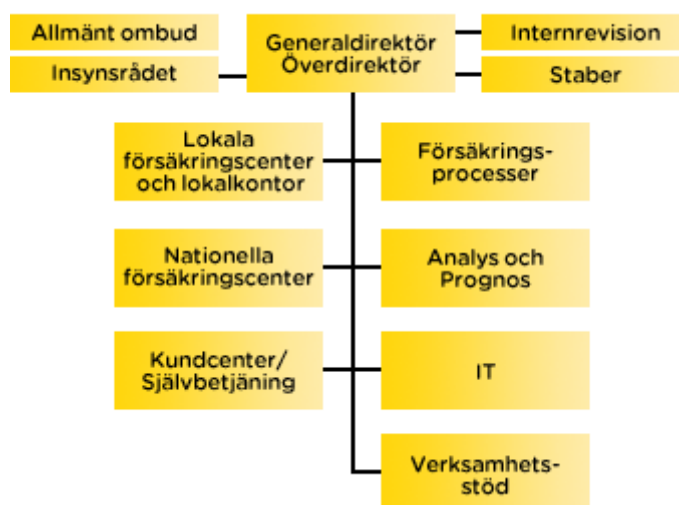 Allmänt ombud
Insynsrådet
Generaldirektör
Överdirektör
Internrevision
Staber
Lokala
försäkringscenter
och lokalkontor
Försäkrings-
processer
Nationella
försäkringscenter
Analys och
Prognos
Kundcenter/
Självbetjäning
IT
Verksamhets-
stöd